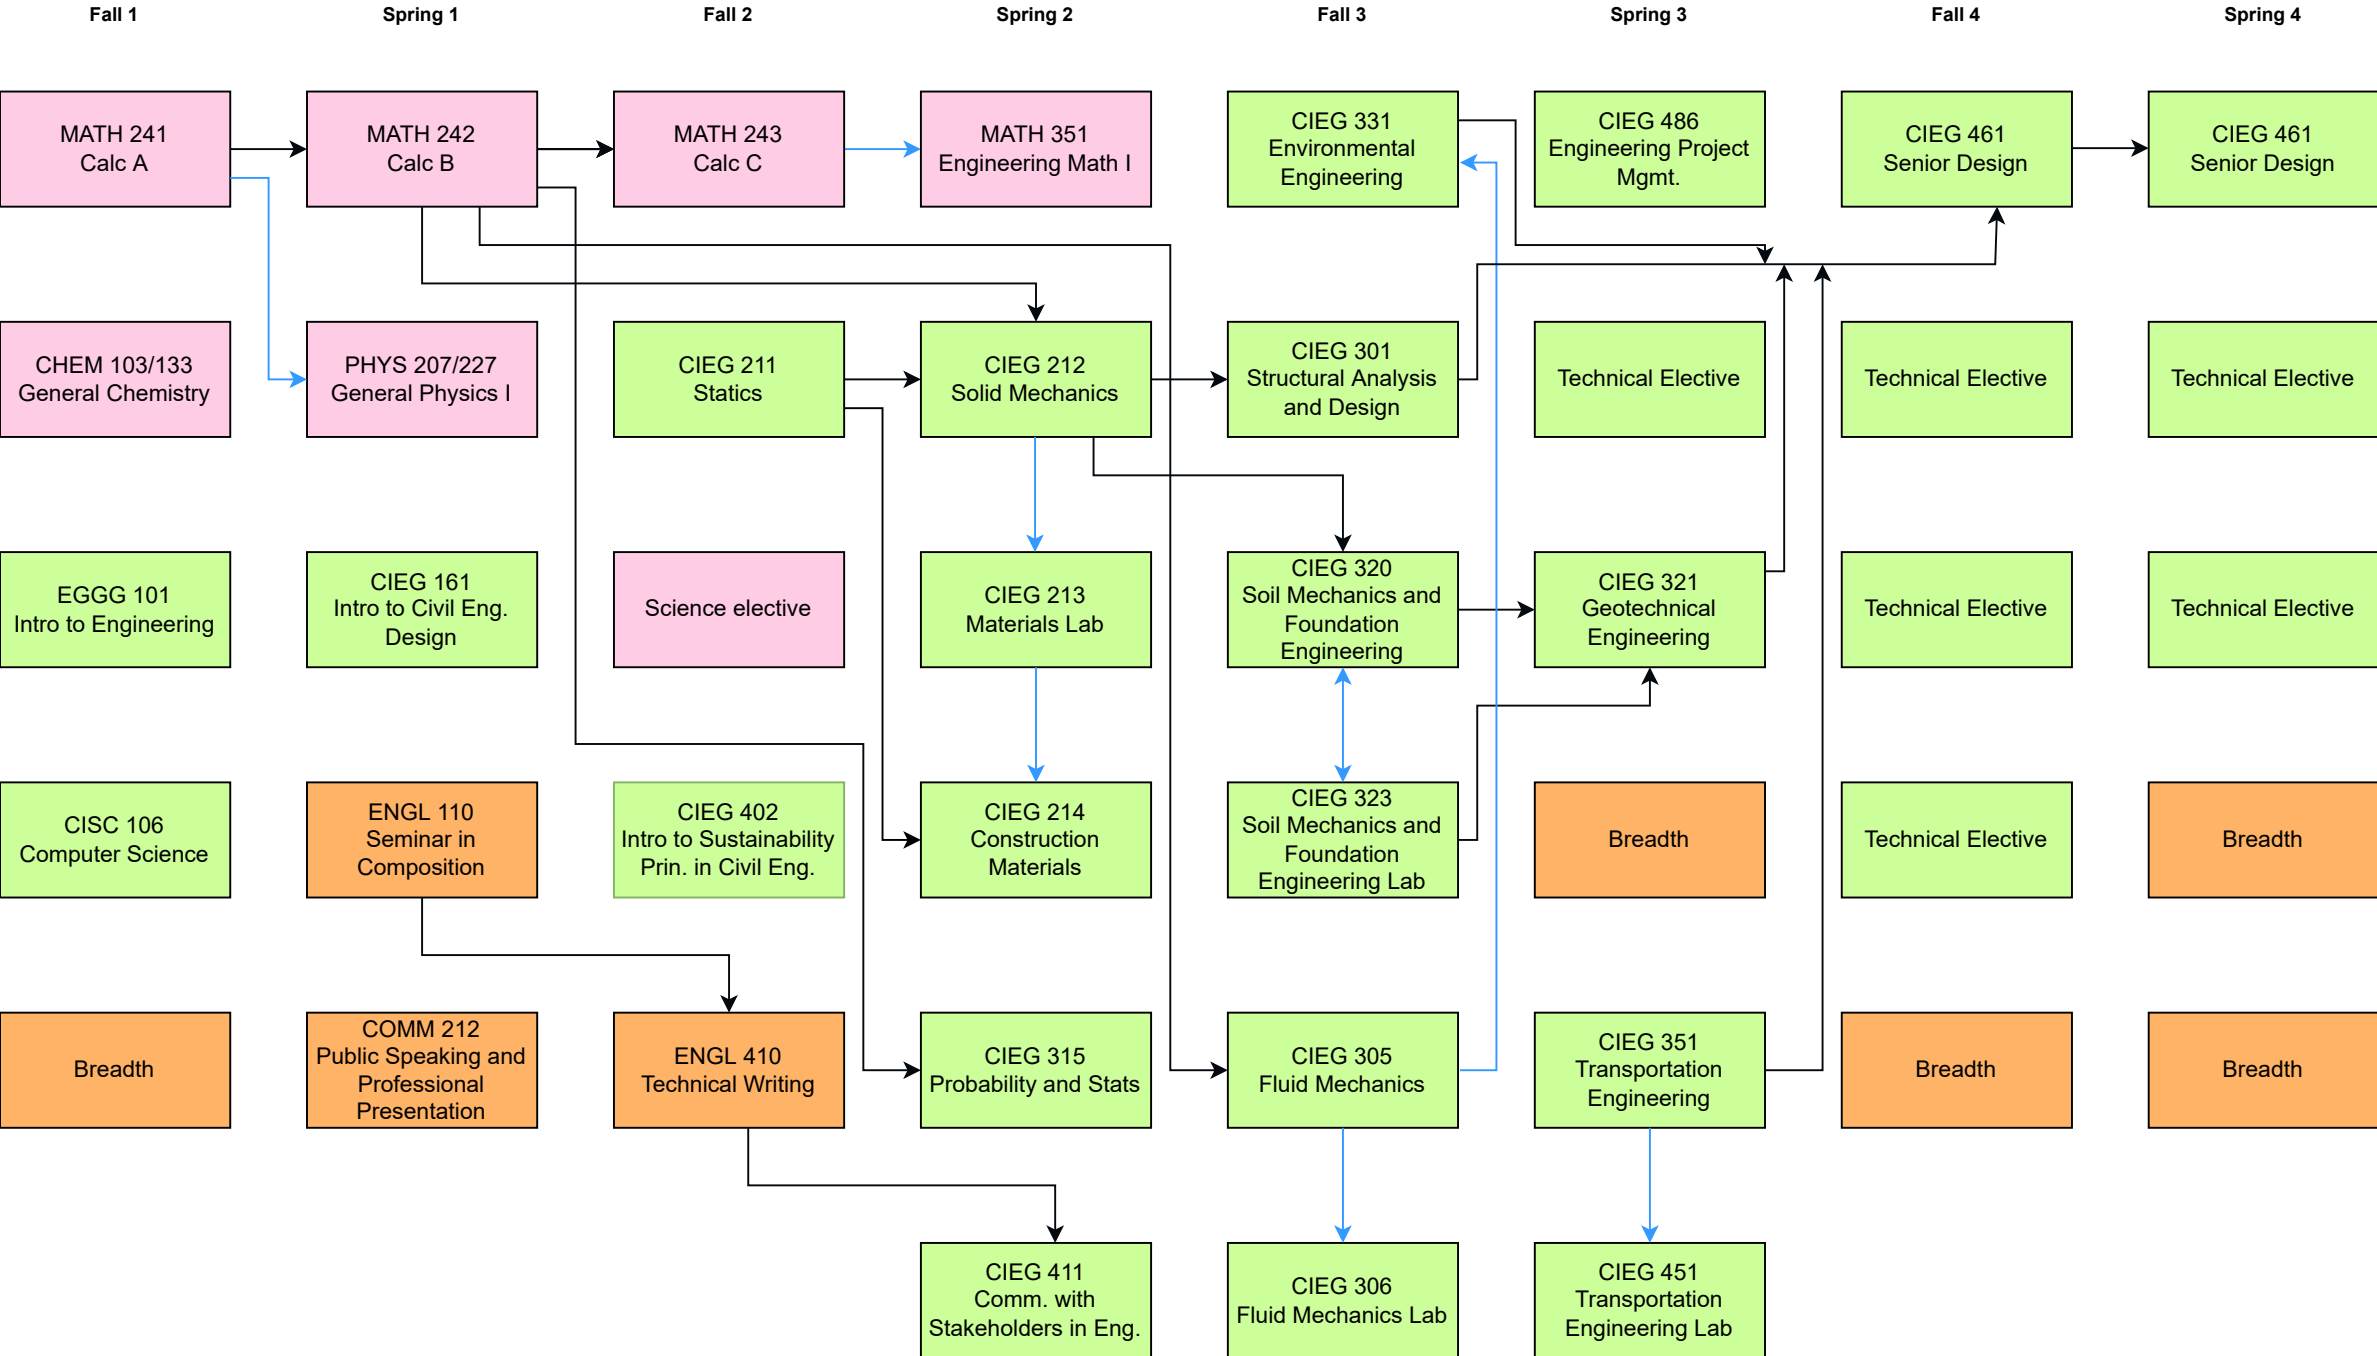 Fall 1
Spring 1
Fall 2
Spring 2
Fall 3
Spring 3
Fall 4
Spring 4
MATH 241
Calc A
MATH 242
Calc B
MATH 243
Calc C
MATH 351
Engineering Math I
CIEG 331
Environmental
Engineering
CIEG 486
Engineering Project
Mgmt.
CIEG 461
Senior Design
CIEG 461
Senior Design
CHEM 103/133
General Chemistry
PHYS 207/227
General Physics I
CIEG 211
Statics
CIEG 212
Solid Mechanics
CIEG 301
Structural Analysis
and Design
Technical Elective
Technical Elective
Technical Elective
EGGG 101
Intro to Engineering
CIEG 161
Intro to Civil Eng.
Design
Science elective
CIEG 213
Materials Lab
CIEG 320
Soil Mechanics and
Foundation
Engineering
CIEG 321
Geotechnical
Engineering
Technical Elective
Technical Elective
CISC 106
Computer Science
ENGL 110
Seminar in
Composition
CIEG 402
Intro to Sustainability
Prin. in Civil Eng.
CIEG 214
Construction
Materials
CIEG 323
Soil Mechanics and
Foundation
Engineering Lab
Breadth
Technical Elective
Breadth
Breadth
COMM 212
Public Speaking and
Professional
Presentation
ENGL 410
Technical Writing
CIEG 315
Probability and Stats
CIEG 305
Fluid Mechanics
CIEG 351
Transportation
Engineering
Breadth
Breadth
CIEG 411
Comm. with
Stakeholders in Eng.
CIEG 306
Fluid Mechanics Lab
CIEG 451
Transportation
Engineering Lab